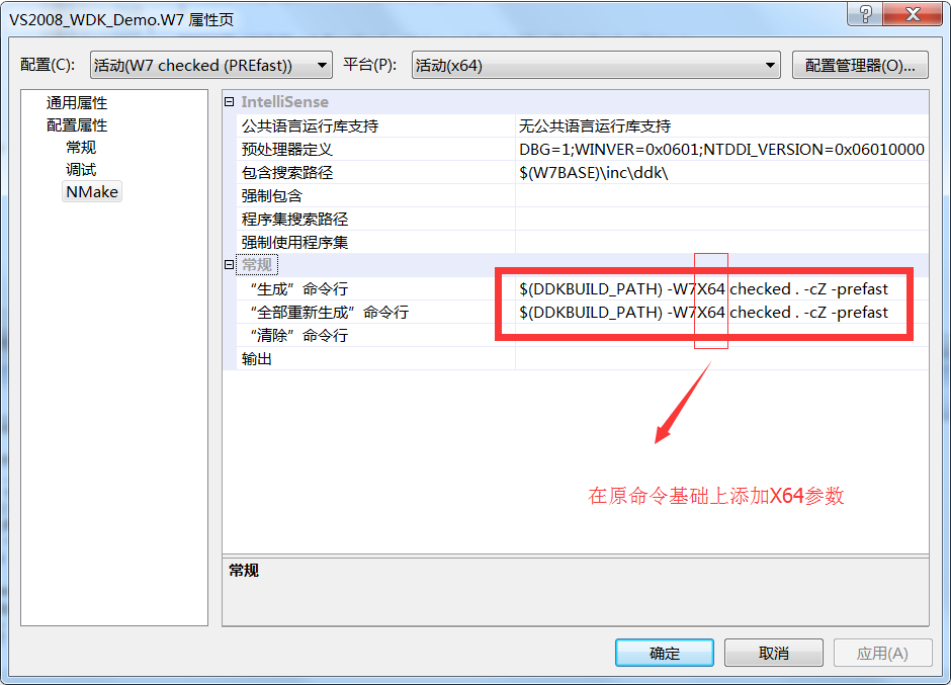 VS2008_WDK_Demo.W7 属性页
配置(C): 活动(W7 checked (PREfast)) 平台(P): 活动(x64) 配置管理器(O)...
通用属性
配置属性
常规
调试
NMake
IntelliSense
公共语言运行库支持 无公共语言运行库支持
预处理器定义 DBG=1;WINVER=0x0601;NTDDI_VERSION=0x06010000
包含搜索路径 $(W7BASE)\inc\ddk\
强制包含
程序集搜索路径
强制使用程序集
常规
“生成”命令行 $(DDKBUILD_PATH) -W7X64 checked . -cZ -prefast
“全部重新生成”命令行 $(DDKBUILD_PATH) -W7X64 checked . -cZ -prefast
“清除”命令行
输出
在原命令基础上添加X64参数
常规
确定 取消 应用(A)